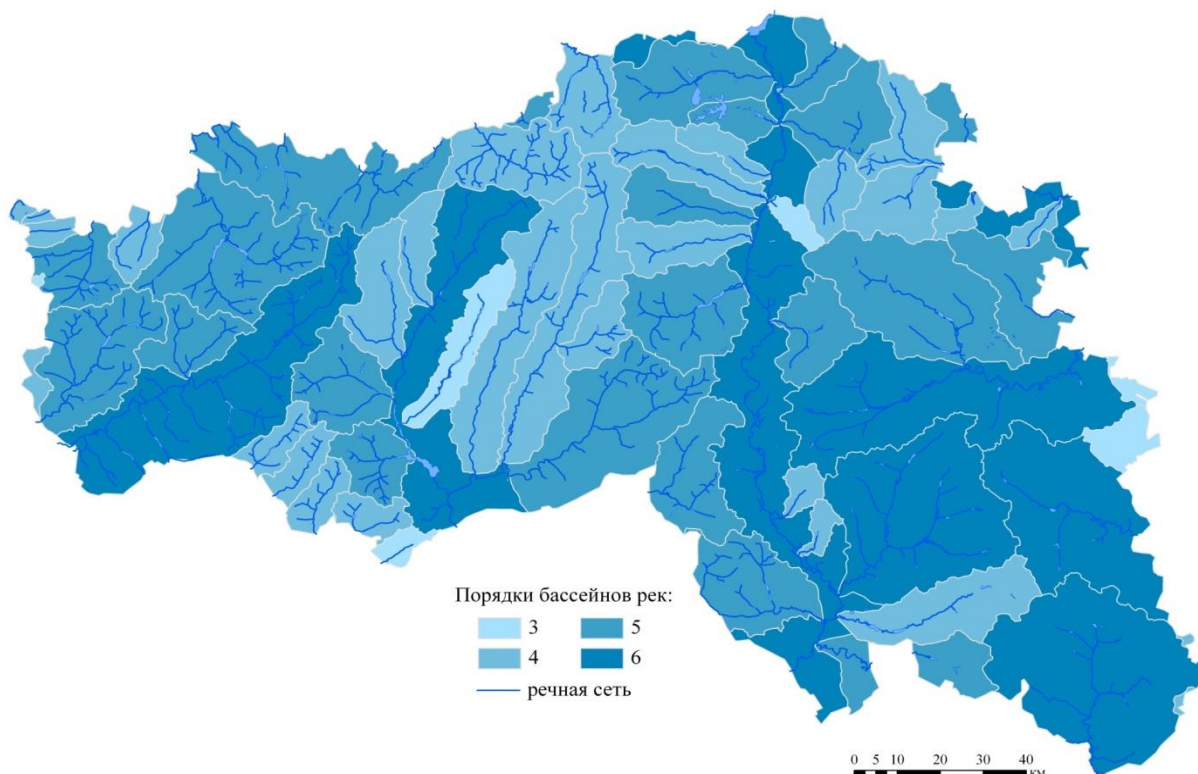 Порядки бассейнов рек:
3 5
4 6
речная сеть
0 5 10 20 30 40
км